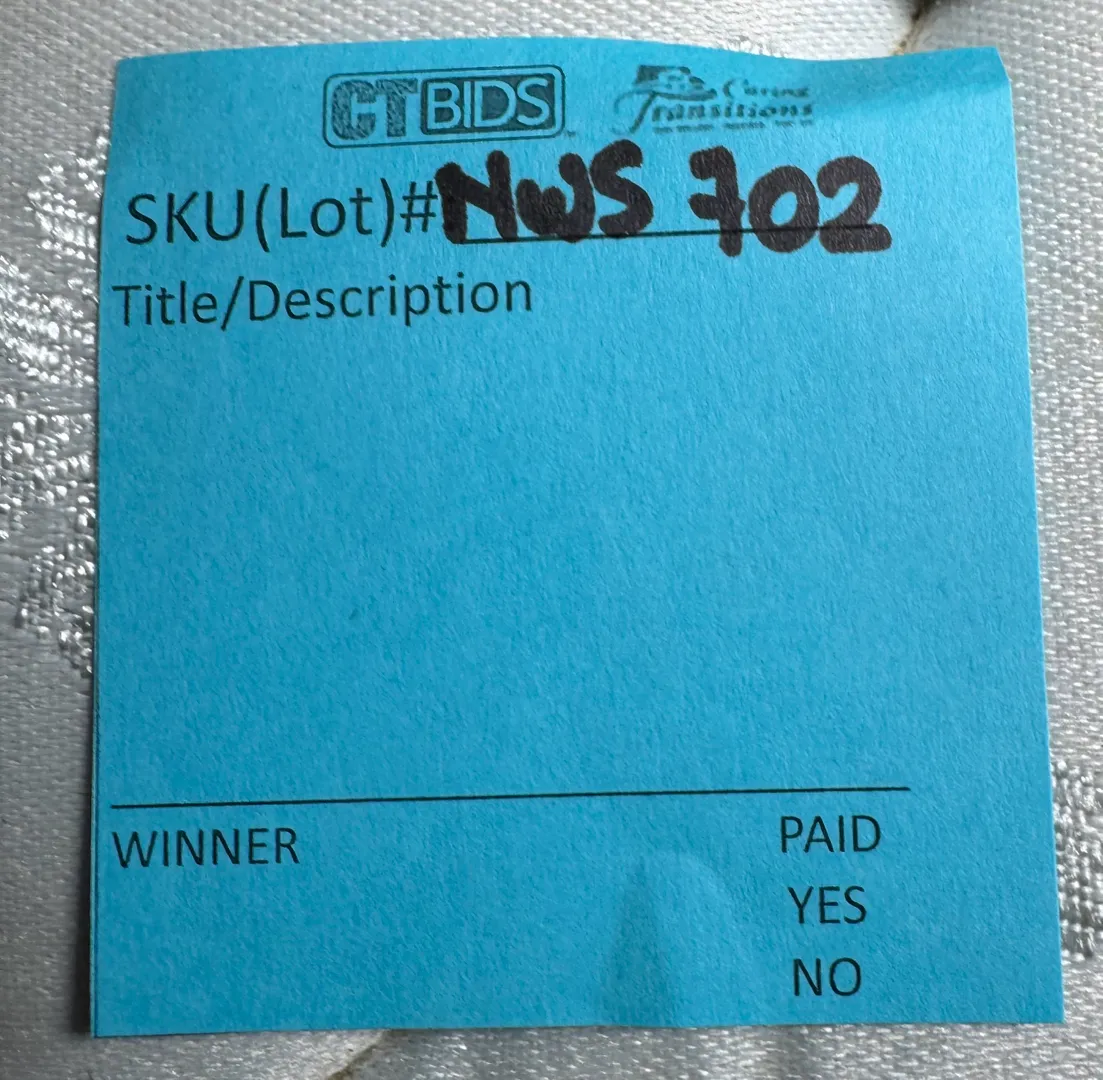 CTBIDS Caring Transitions
SKU(Lot)# NWS 702
Title/Description
WINNER
PAID
YES
NO